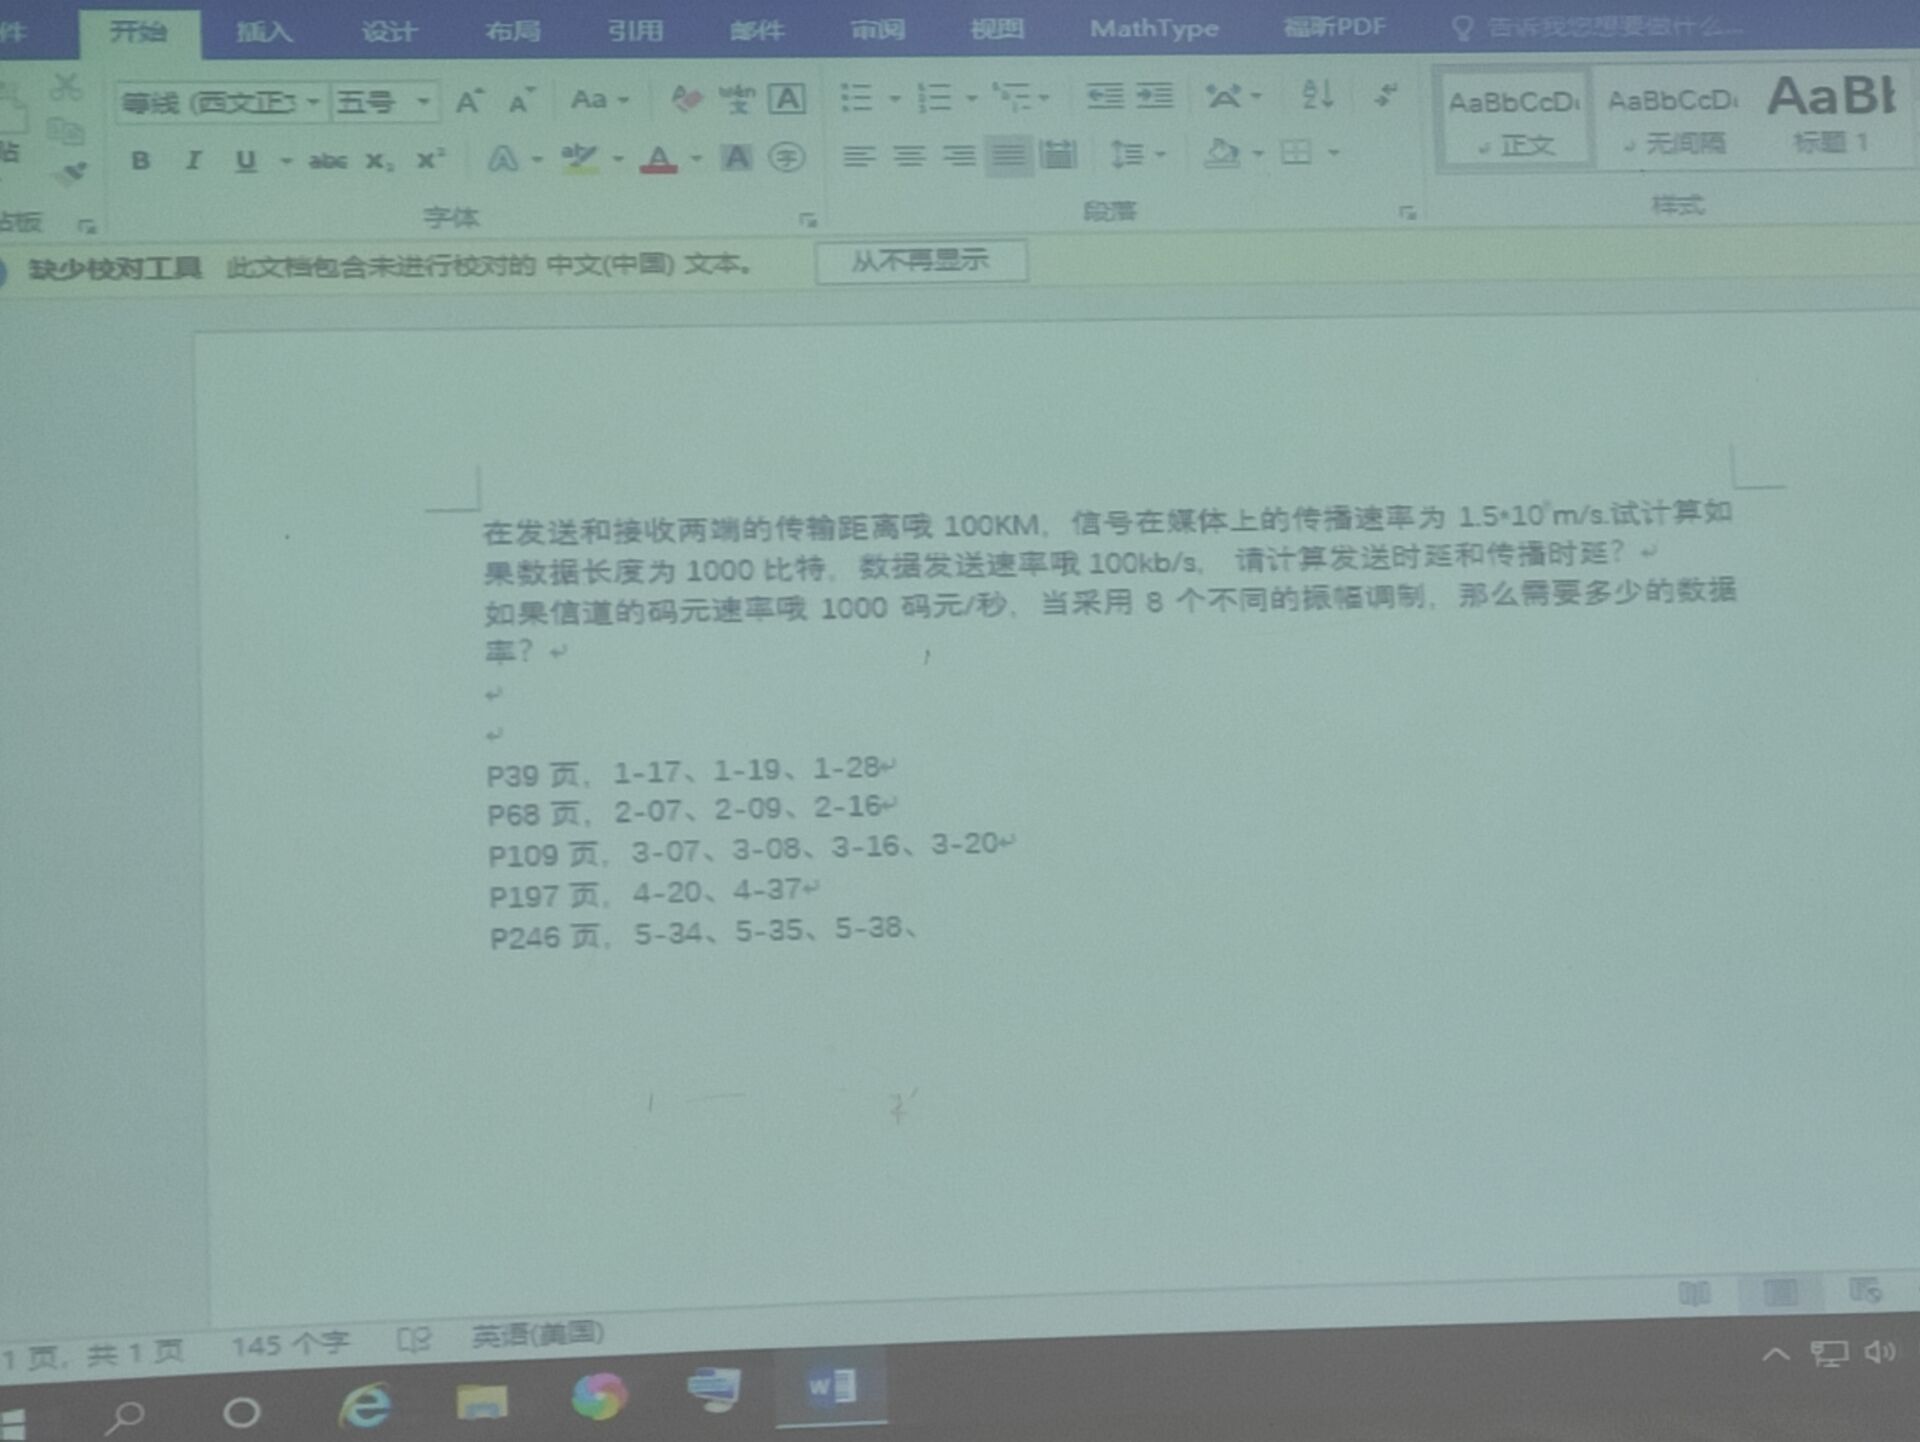 件 开始 插入 设计 布局 引用 邮件 审阅 视图 MathType 福昕PDF 告诉我您想要做什么...
等线 (西文正 五号 A A Aa wén 文 A
贴 B I U abc X₂ X² A aby A A 字
AaBbCcD 正文 AaBbCcD 无间隔 AaBb 标题 1
贴板 字体 段落 样式
缺少校对工具 此文档包含未进行校对的 中文(中国) 文本。 从不再显示
在发送和接收两端的传输距离哦 100KM，信号在媒体上的传播速率为 1.5*10 m/s.试计算如
果数据长度为 1000 比特，数据发送速率哦 100kb/s， 请计算发送时延和传播时延？
如果信道的码元速率哦 1000 码元/秒，当采用 8 个不同的振幅调制，那么需要多少的数据
率？
P39 页，1-17、1-19、1-28
P68 页，2-07、2-09、2-16
P109 页，3-07、3-08、3-16、3-20
P197 页，4-20、4-37
P246 页，5-34、5-35、5-38、
1 页，共 1 页 145 个字 英语(美国)